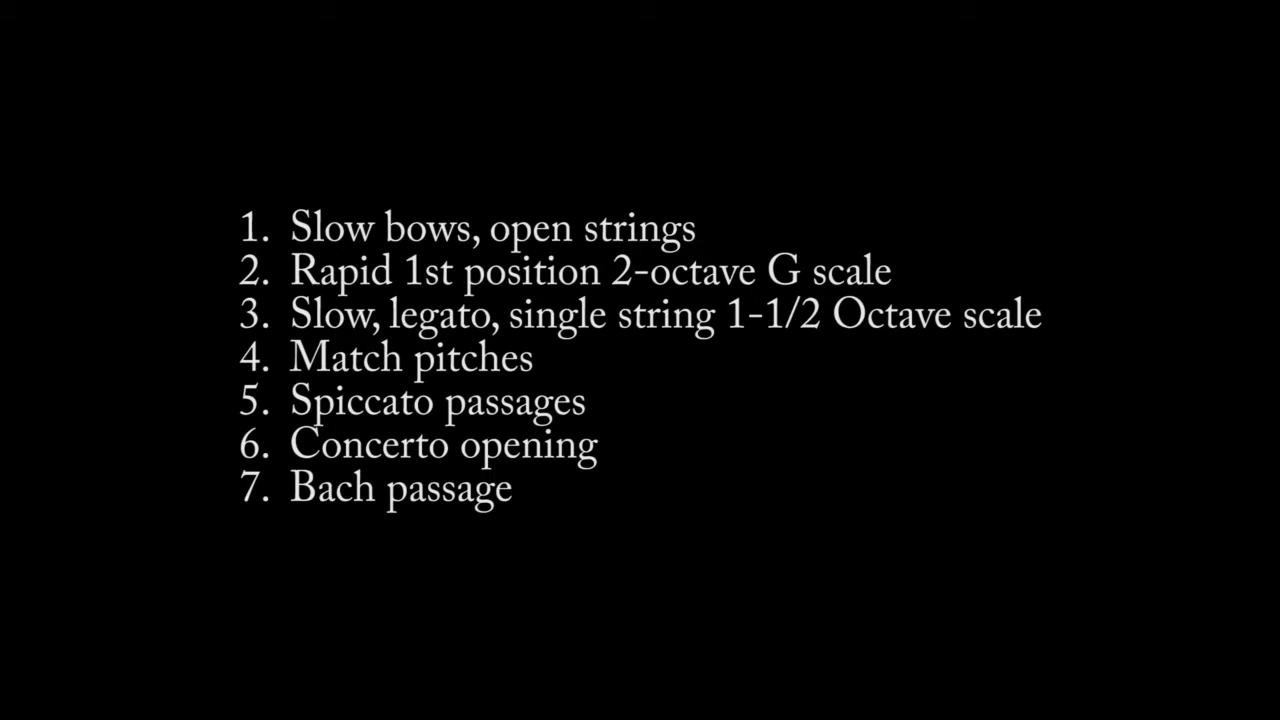 1. Slow bows, open strings
2. Rapid 1st position 2-octave G scale
3. Slow, legato, single string 1-1/2 Octave scale
4. Match pitches
5. Spiccato passages
6. Concerto opening
7. Bach passage